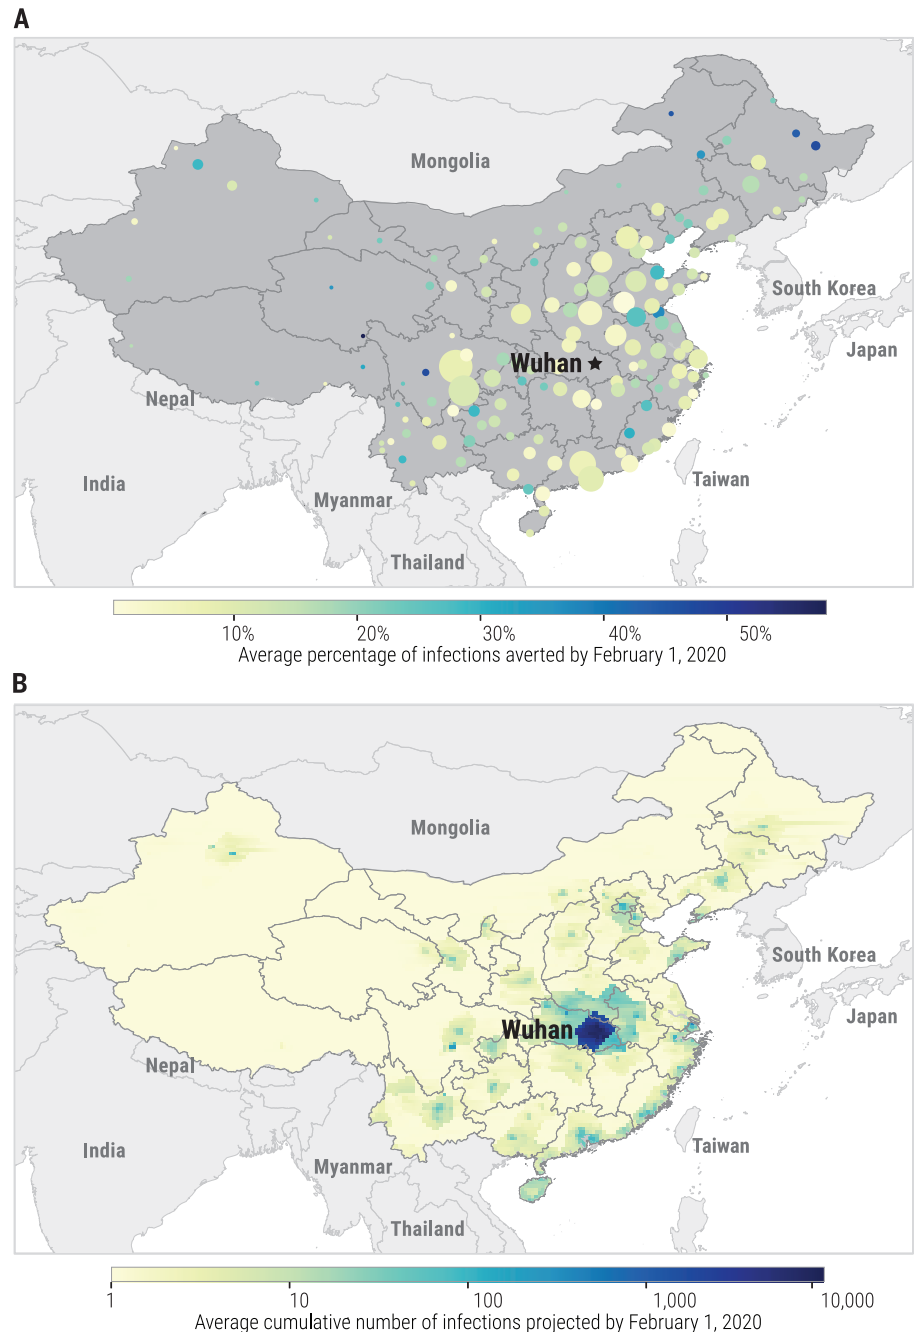 A
Mongolia
South Korea
Japan
Wuhan
Nepal
India
Taiwan
Myanmar
Thailand
10% 20% 30% 40% 50%
Average percentage of infections averted by February 1, 2020
B
Mongolia
South Korea
Japan
Wuhan
Nepal
India
Taiwan
Myanmar
Thailand
1 10 100 1,000 10,000
Average cumulative number of infections projected by February 1, 2020